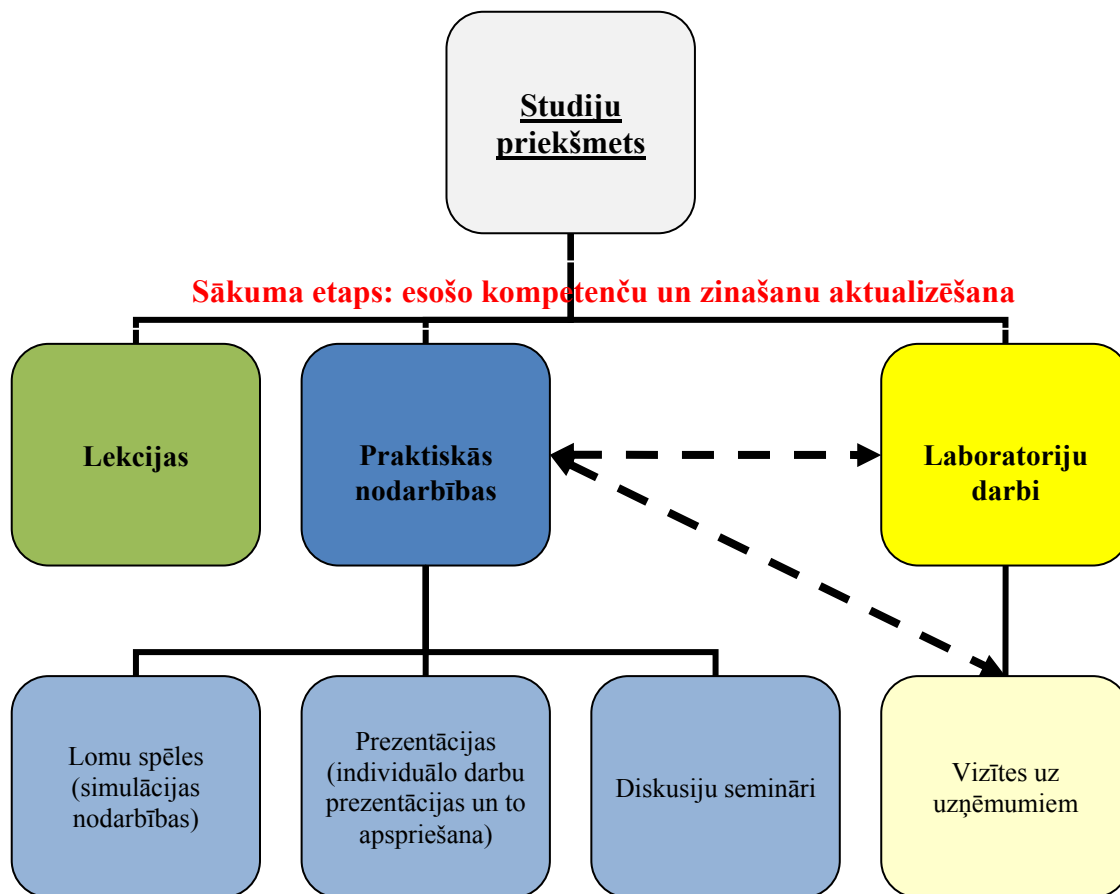 Studiju
priekšmets
Sākuma etaps: esošo kompetenču un zinašanu aktualizēšana
Lekcijas
Praktiskās
nodarbības
Laboratoriju
darbi
Lomu spēles
(simulācijas
nodarbības)
Prezentācijas
(individuālo darbu
prezentācijas un to
apspriešana)
Diskusiju semināri
Vizītes uz
uzņēmumiem